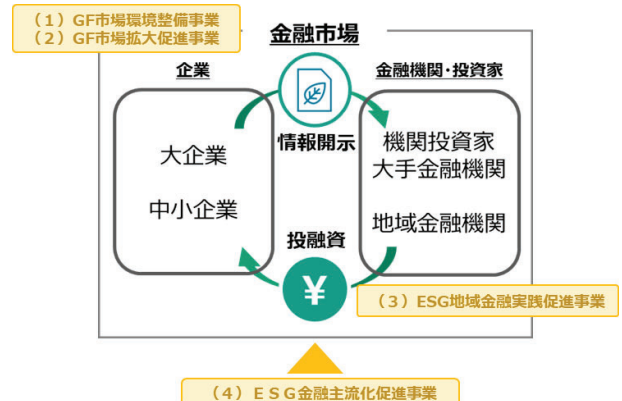 （1）GF市場環境整備事業
（2）GF市場拡大促進事業
金融市場
企業
金融機関・投資家
大企業
中小企業
情報開示
機関投資家
大手金融機関
地域金融機関
投融資
¥
（3）ESG地域金融実践促進事業
（4）ＥＳＧ金融主流化促進事業